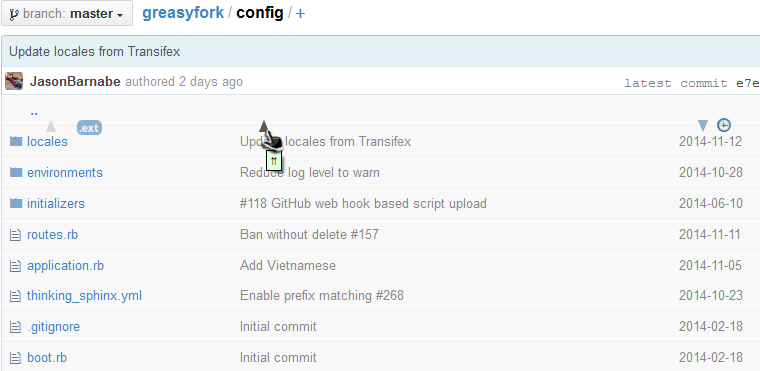 branch: master
greasyfork / config / +
Update locales from Transifex
JasonBarnabe authored 2 days ago
latest commit e7e
..
.ext
locales Update locales from Transifex 2014-11-12
⇈
environments Reduce log level to warn 2014-10-28
initializers #118 GitHub web hook based script upload 2014-06-10
routes.rb Ban without delete #157 2014-11-11
application.rb Add Vietnamese 2014-11-05
thinking_sphinx.yml Enable prefix matching #268 2014-10-23
.gitignore Initial commit 2014-02-18
boot.rb Initial commit 2014-02-18